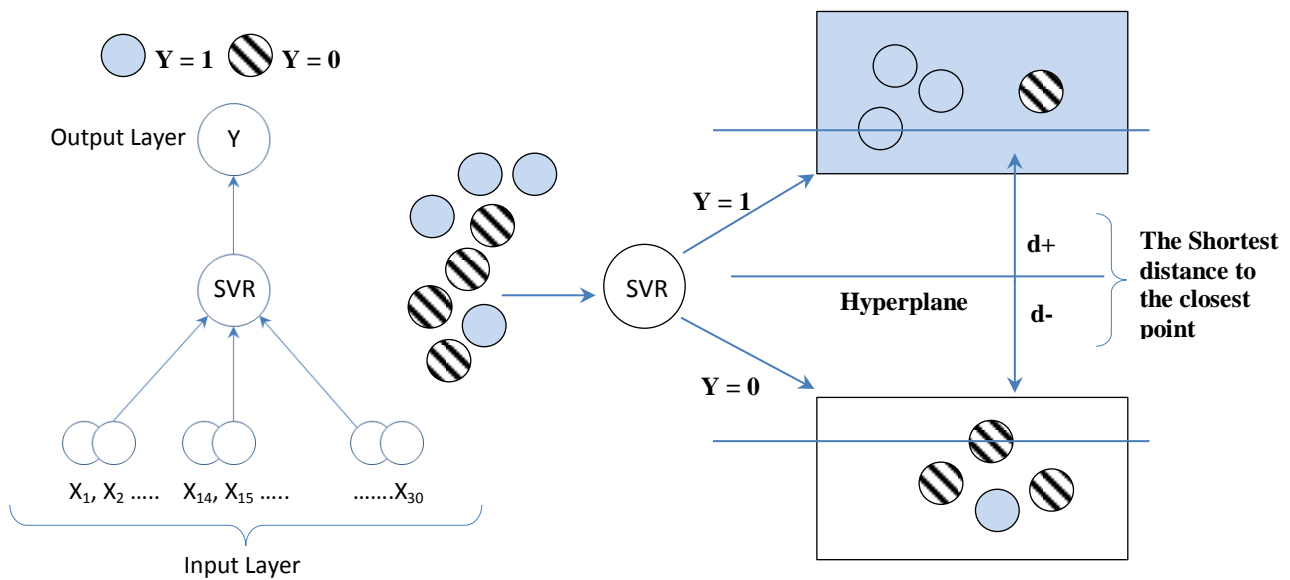 Y = 1
Y = 0
Output Layer
Y
SVR
X1, X2 .....
X14, X15 .....
.......X30
Input Layer
SVR
Y = 1
Y = 0
Hyperplane
d+
d-
The Shortest
distance to
the closest
point